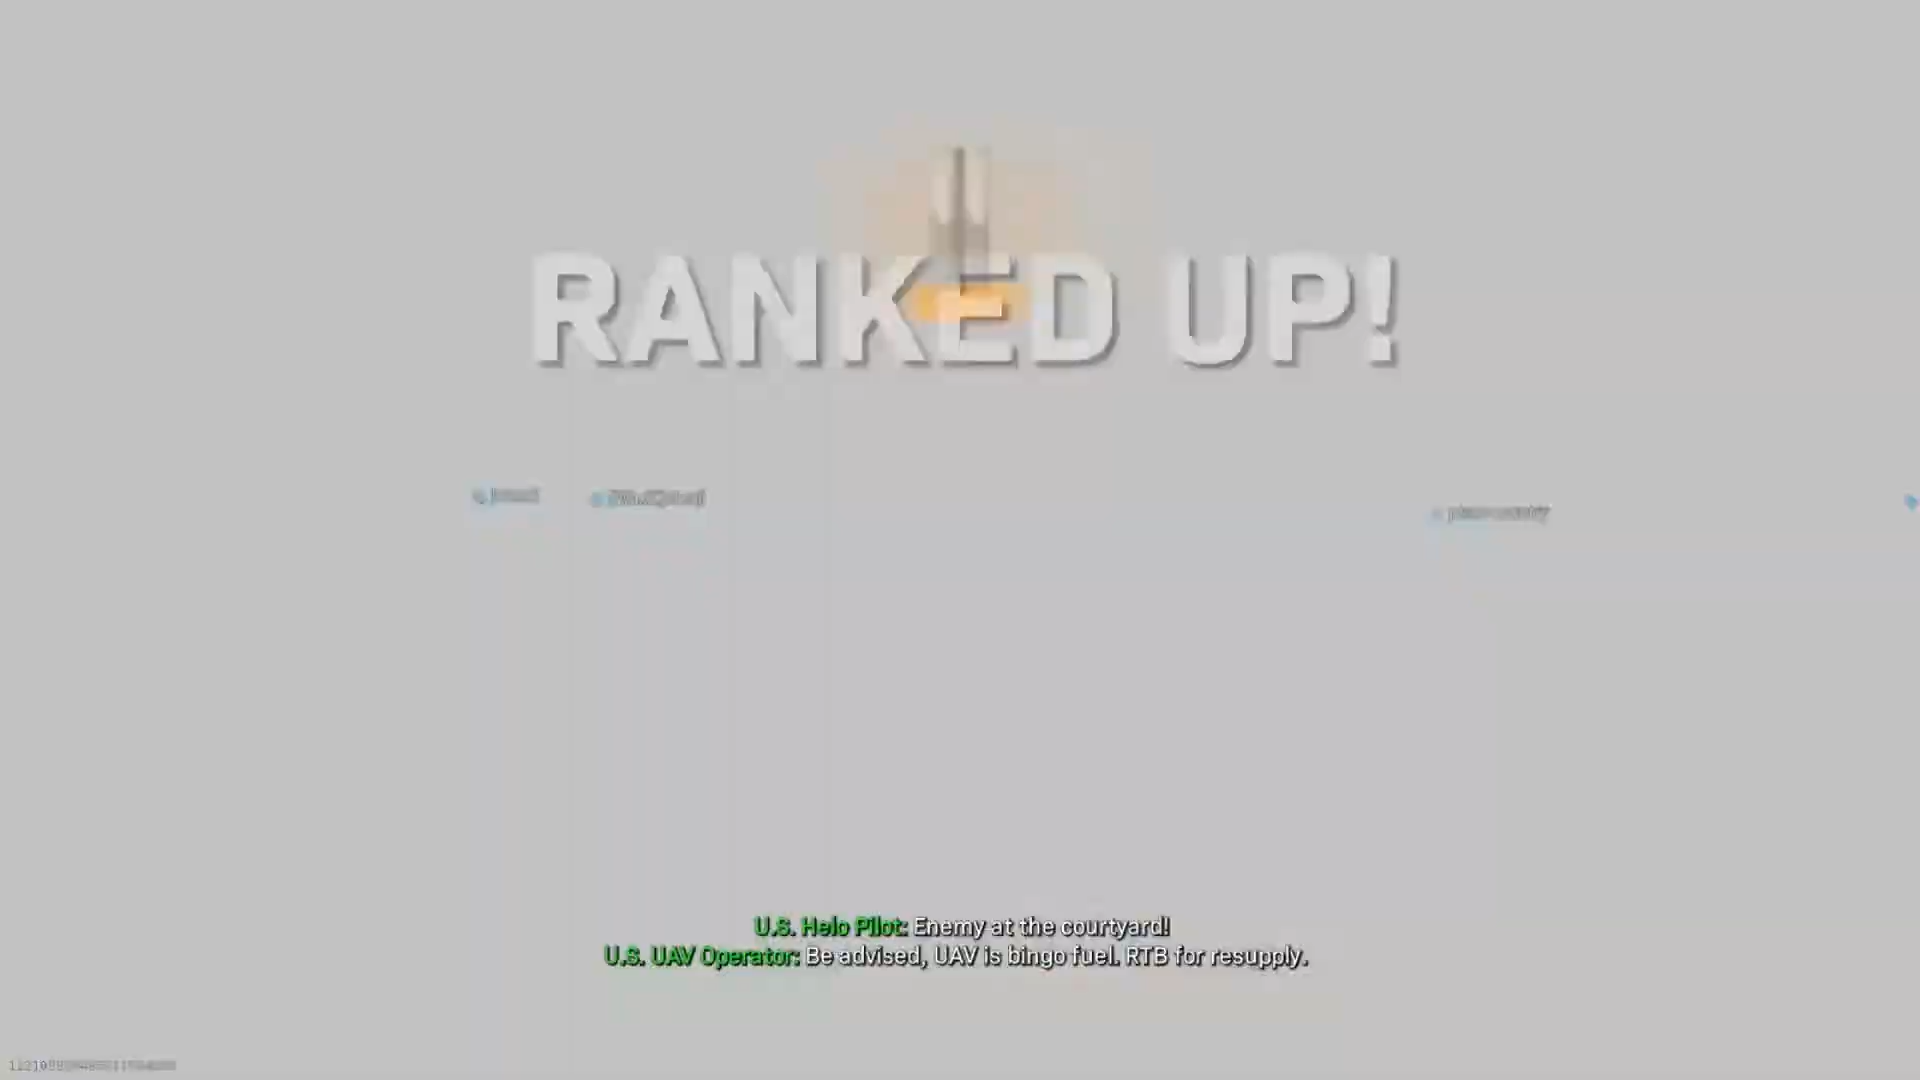 RANKED UP!
U.S. Helo Pilot: Enemy at the courtyard!
U.S. UAV Operator: Be advised, UAV is bingo fuel. RTB for resupply.